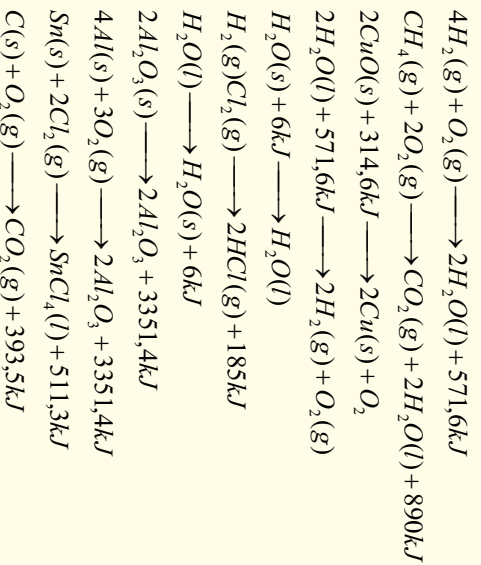 4H₂(g) + O₂(g) ⟶ 2H₂O(l) + 571,6kJ
CH₄(g) + 2O₂(g) ⟶ CO₂(g) + 2H₂O(l) + 890kJ
2CuO(s) + 314,6kJ ⟶ 2Cu(s) + O₂
2H₂O(l) + 571,6kJ ⟶ 2H₂(g) + O₂(g)
H₂O(s) + 6kJ ⟶ H₂O(l)
H₂(g)Cl₂(g) ⟶ 2HCl(g) + 185kJ
H₂O(l) ⟶ H₂O(s) + 6kJ
2Al₂O₃(s) ⟶ 2Al₂O₃ + 3351,4kJ
4Al(s) + 3O₂(g) ⟶ 2Al₂O₃ + 3351,4kJ
Sn(s) + 2Cl₂(g) ⟶ SnCl₄(l) + 511,3kJ
C(s) + O₂(g) ⟶ CO₂(g) + 393,5kJ